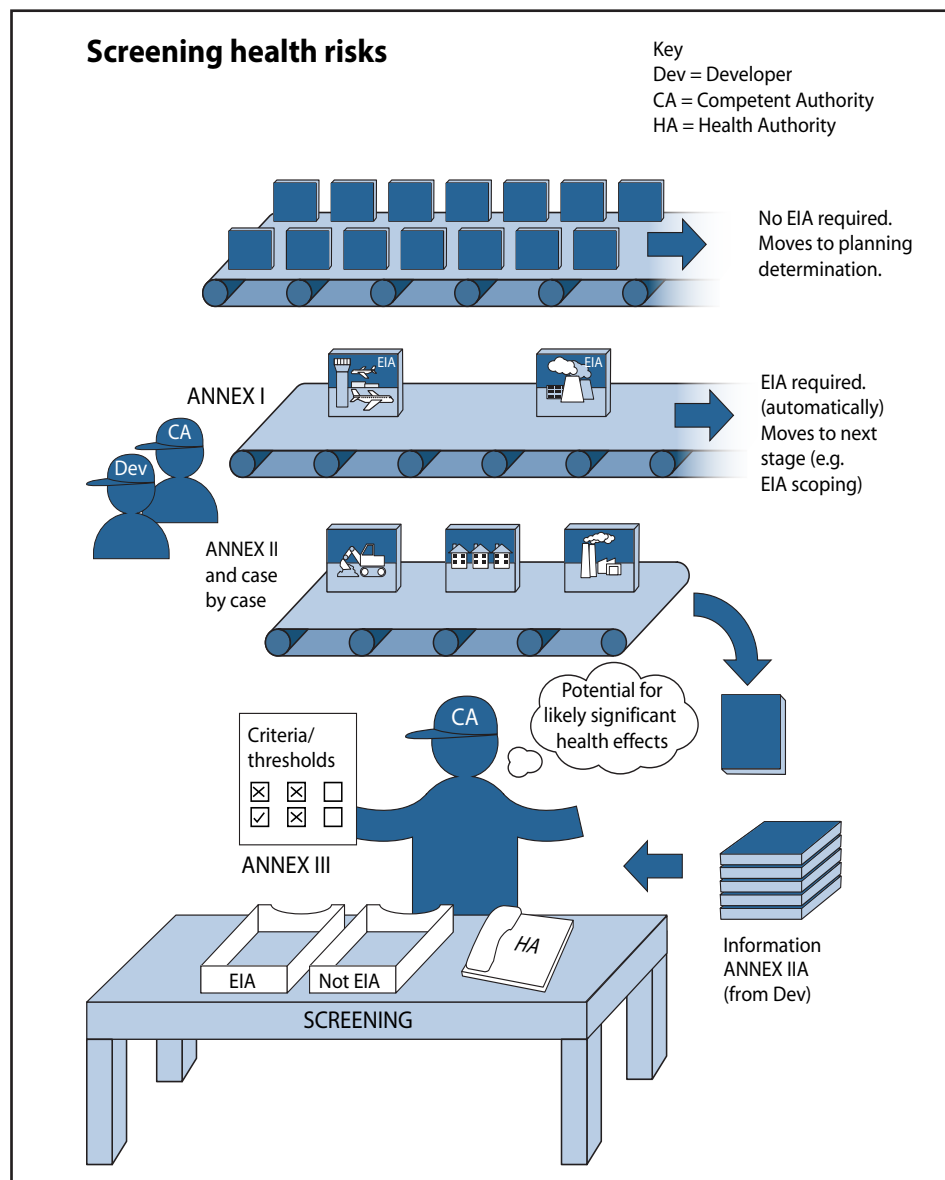 Screening health risks
Key
Dev = Developer
CA = Competent Authority
HA = Health Authority
No EIA required.
Moves to planning
determination.
EIA
EIA
ANNEX I
EIA required.
(automatically)
Moves to next
stage (e.g.
EIA scoping)
CA
Dev
ANNEX II
and case
by case
Potential for
likely significant
health effects
CA
Criteria/
thresholds
ANNEX III
HA
EIA
Not EIA
Information
ANNEX IIA
(from Dev)
SCREENING